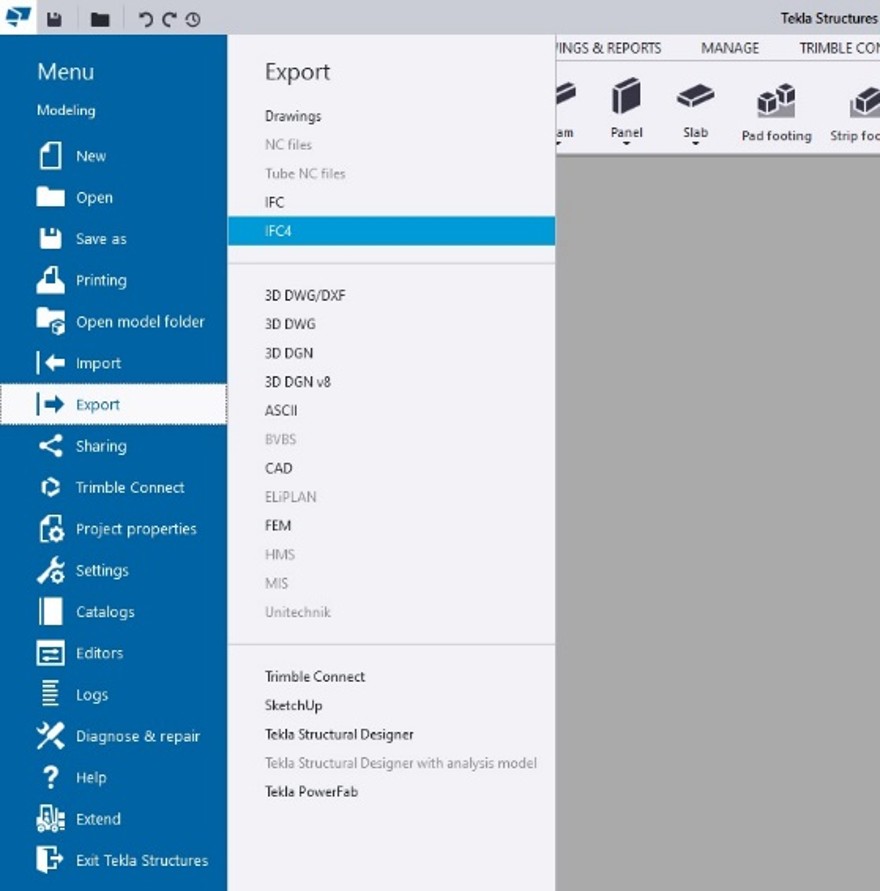 Tekla Structures
INGS & REPORTS MANAGE TRIMBLE CON
am Panel Slab Pad footing Strip foo
Menu
Modeling
New
Open
Save as
Printing
Open model folder
Import
Export
Sharing
Trimble Connect
Project properties
Settings
Catalogs
Editors
Logs
Diagnose & repair
Help
Extend
Exit Tekla Structures
Export
Drawings
NC files
Tube NC files
IFC
IFC4
3D DWG/DXF
3D DWG
3D DGN
3D DGN v8
ASCII
BVBS
CAD
ELiPLAN
FEM
HMS
MIS
Unitechnik
Trimble Connect
SketchUp
Tekla Structural Designer
Tekla Structural Designer with analysis model
Tekla PowerFab